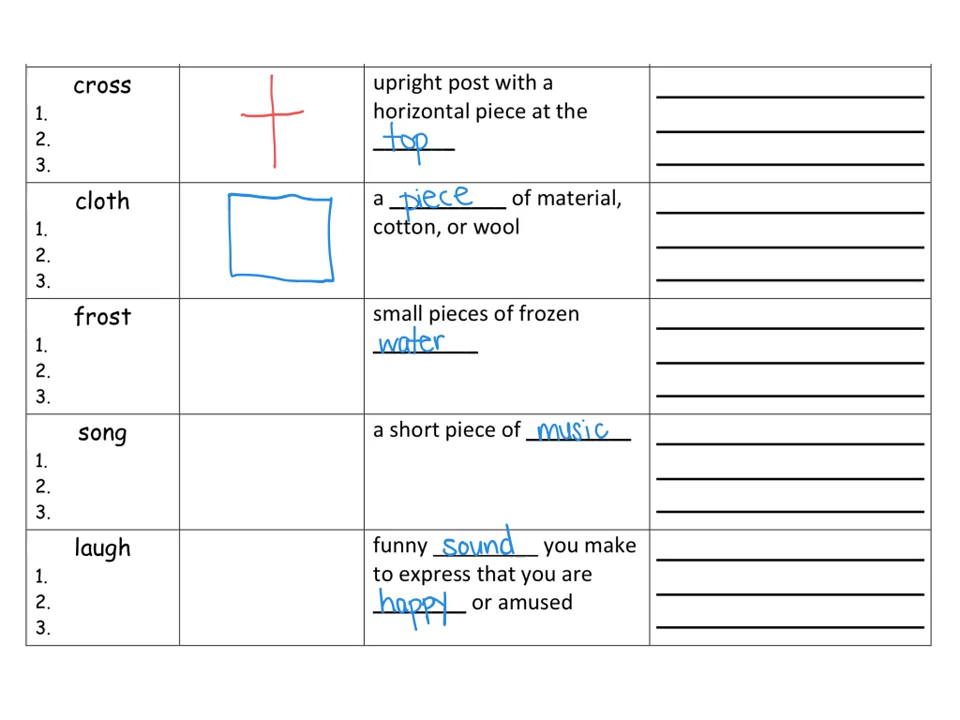 cross
1.
2.
3.
upright post with a
horizontal piece at the
top
cloth
1.
2.
3.
a piece of material,
cotton, or wool
frost
1.
2.
3.
small pieces of frozen
water
song
1.
2.
3.
a short piece of music
laugh
1.
2.
3.
funny sound you make
to express that you are
happy or amused